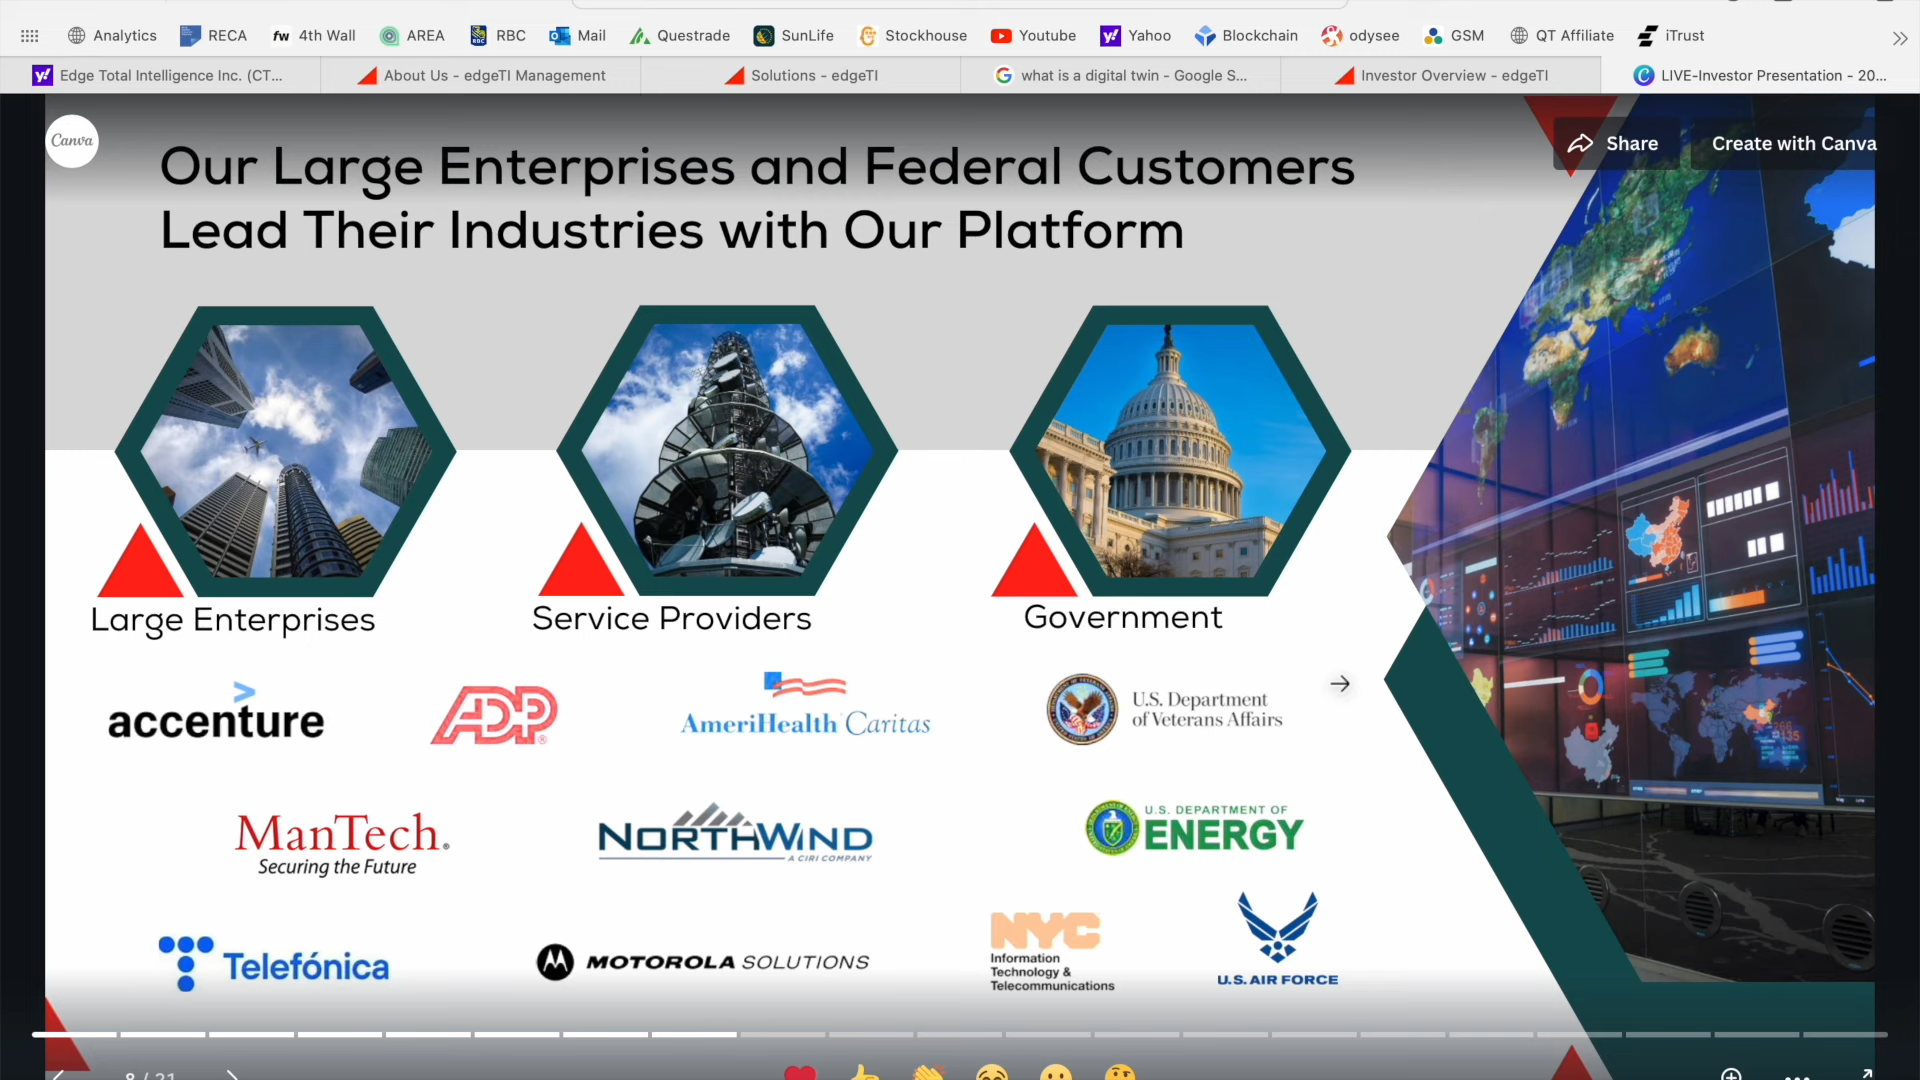 Analytics
RECA
fw 4th Wall
AREA
RBC
Mail
Questrade
SunLife
Stockhouse
Youtube
Yahoo
Blockchain
odysee
GSM
QT Affiliate
iTrust
y! Edge Total Intelligence Inc. (CT...
About Us - edgeTI Management
Solutions - edgeTI
what is a digital twin - Google S...
Investor Overview - edgeTI
LIVE-Investor Presentation - 20...
Canva
Share
Create with Canva
Our Large Enterprises and Federal Customers
Lead Their Industries with Our Platform
Large Enterprises
Service Providers
Government
accenture
ADP
AmeriHealth Caritas
U.S. Department
of Veterans Affairs
ManTech®
Securing the Future
NORTHWIND
A CIRI COMPANY
U.S. DEPARTMENT OF
ENERGY
Telefónica
MOTOROLA SOLUTIONS
NYC
Information
Technology &
Telecommunications
U.S. AIR FORCE
8 / 21